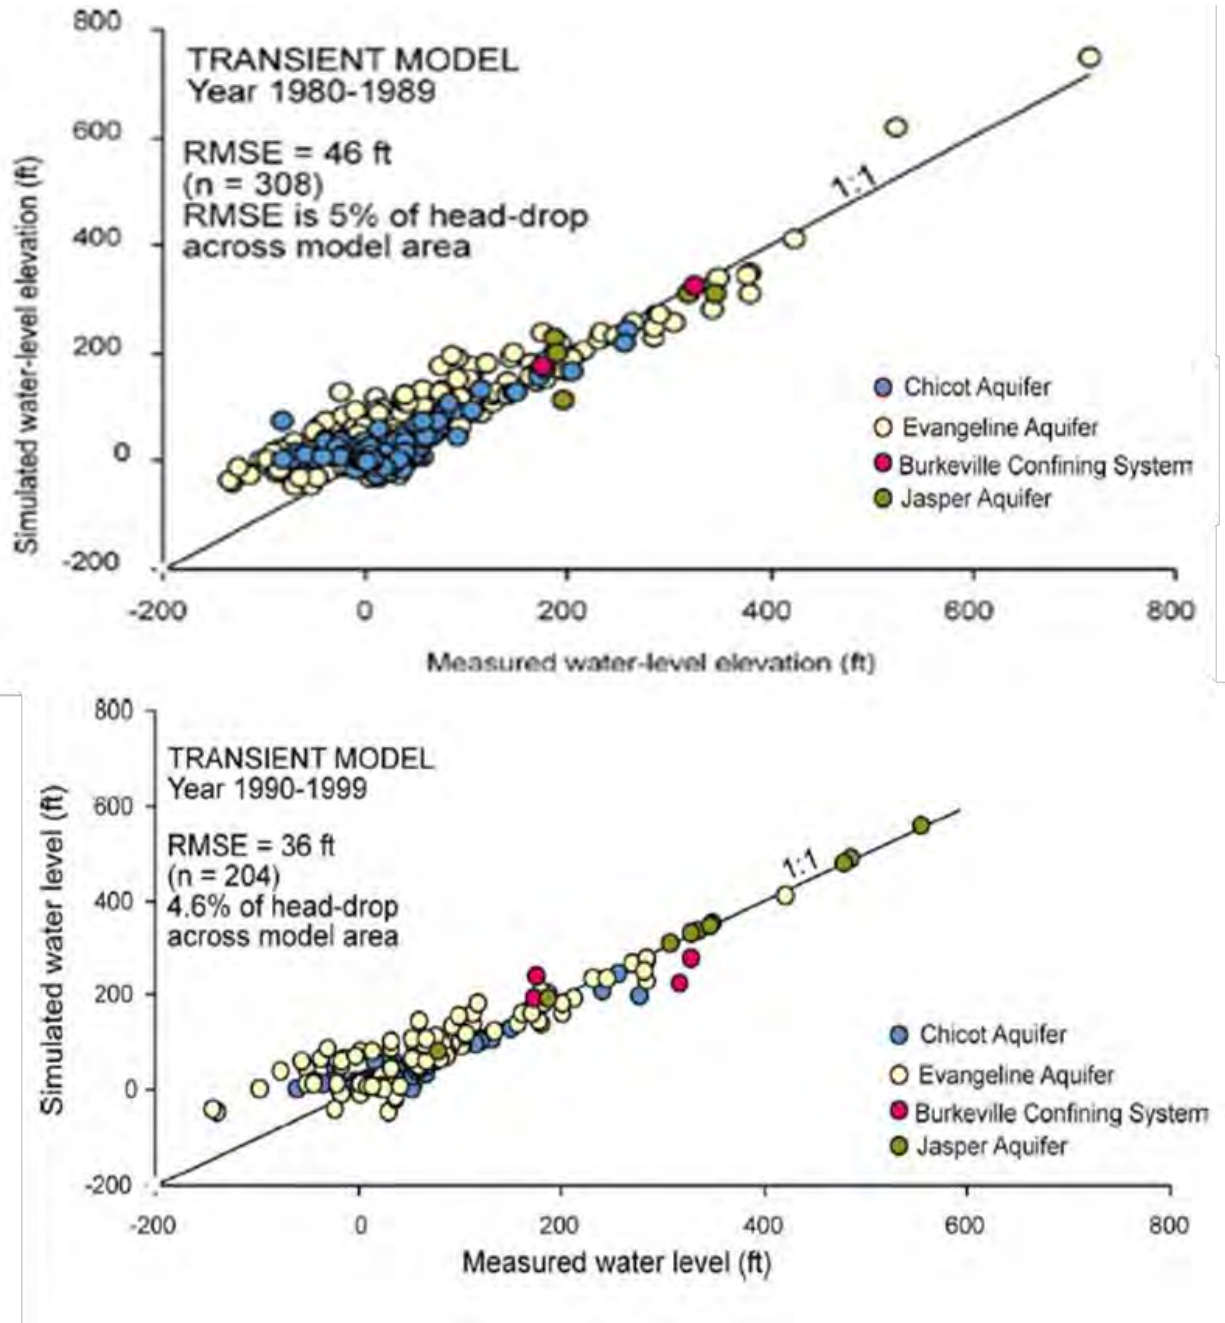 800
TRANSIENT MODEL
Year 1980-1989
600
RMSE = 46 ft
(n = 308)
RMSE is 5% of head-drop
across model area
1:1
400
200
0
-200
Simulated water-level elevation (ft)
Chicot Aquifer
Evangeline Aquifer
Burkeville Confining System
Jasper Aquifer
-200 0 200 400 600 800
Measured water-level elevation (ft)
800
TRANSIENT MODEL
Year 1990-1999
600
RMSE = 36 ft
(n = 204)
4.6% of head-drop
across model area
1:1
400
200
0
-200
Simulated water level (ft)
Chicot Aquifer
Evangeline Aquifer
Burkeville Confining System
Jasper Aquifer
-200 0 200 400 600 800
Measured water level (ft)